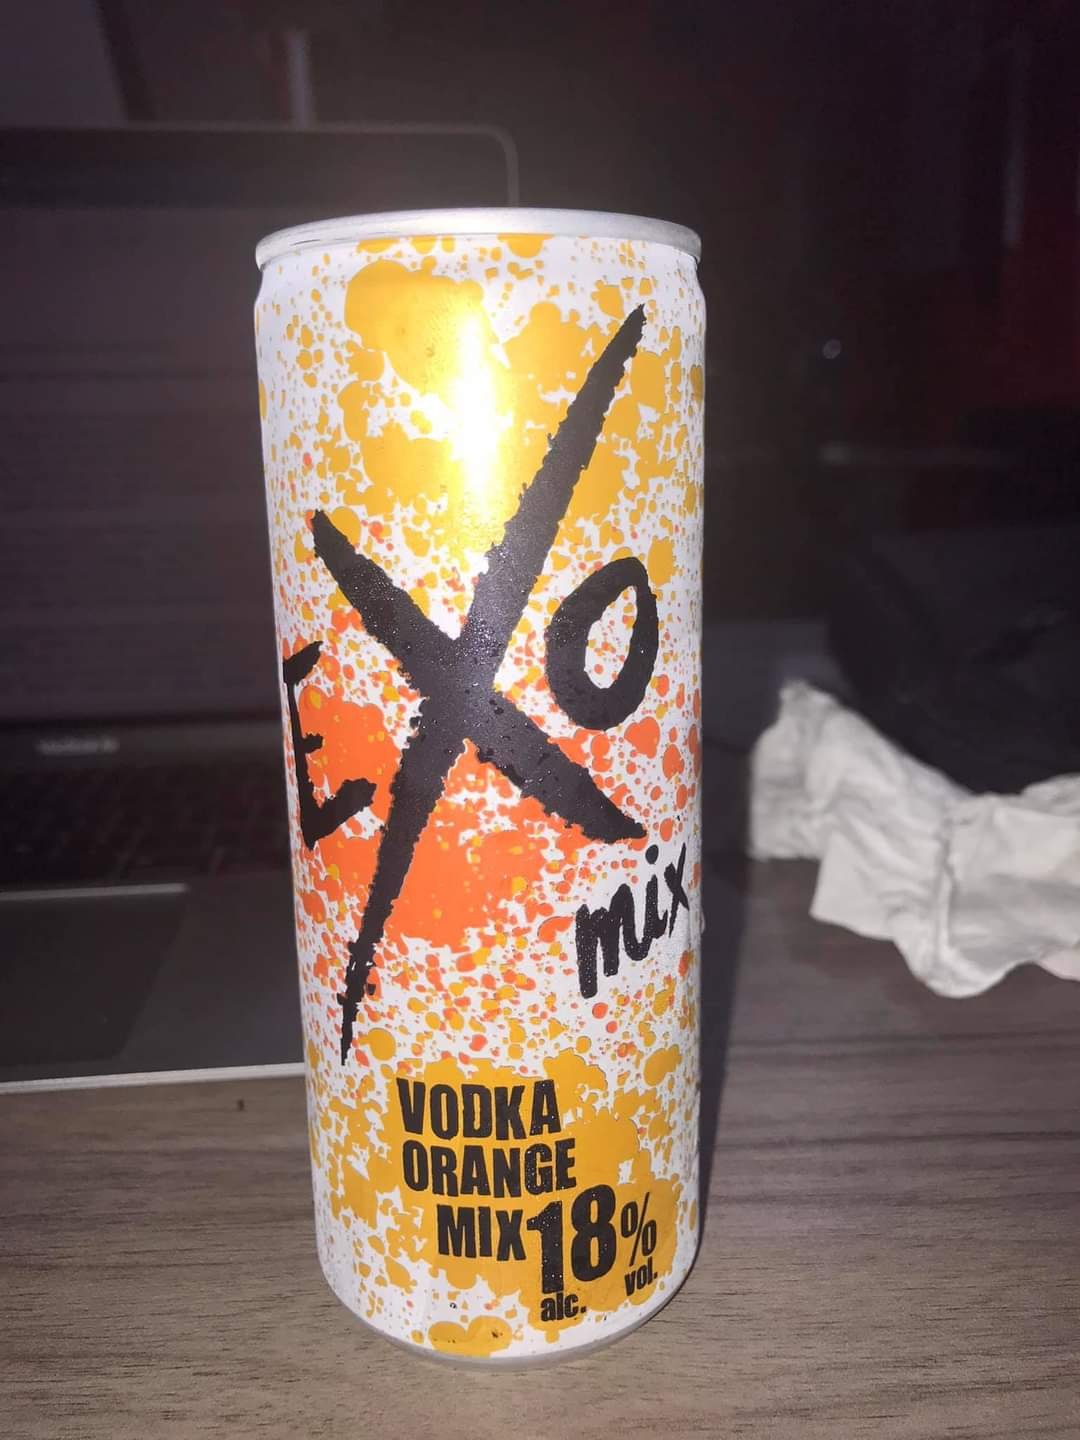 EXO
mix
VODKA
ORANGE
MIX 18%
alc. vol.